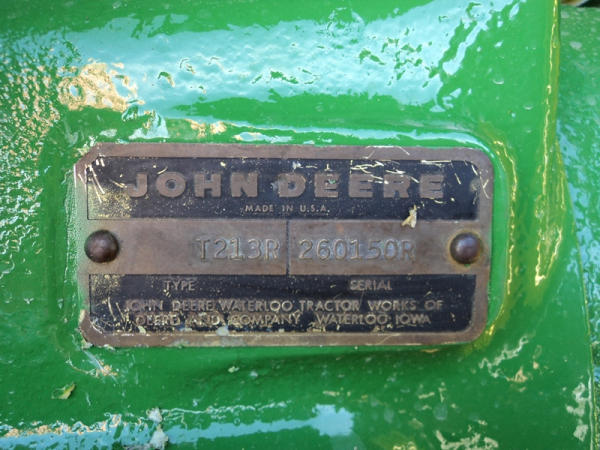 JOHN DEERE
MADE IN U.S.A.
T213R 260150R
TYPE SERIAL
JOHN DEERE WATERLOO TRACTOR WORKS OF
DEERE AND COMPANY WATERLOO IOWA